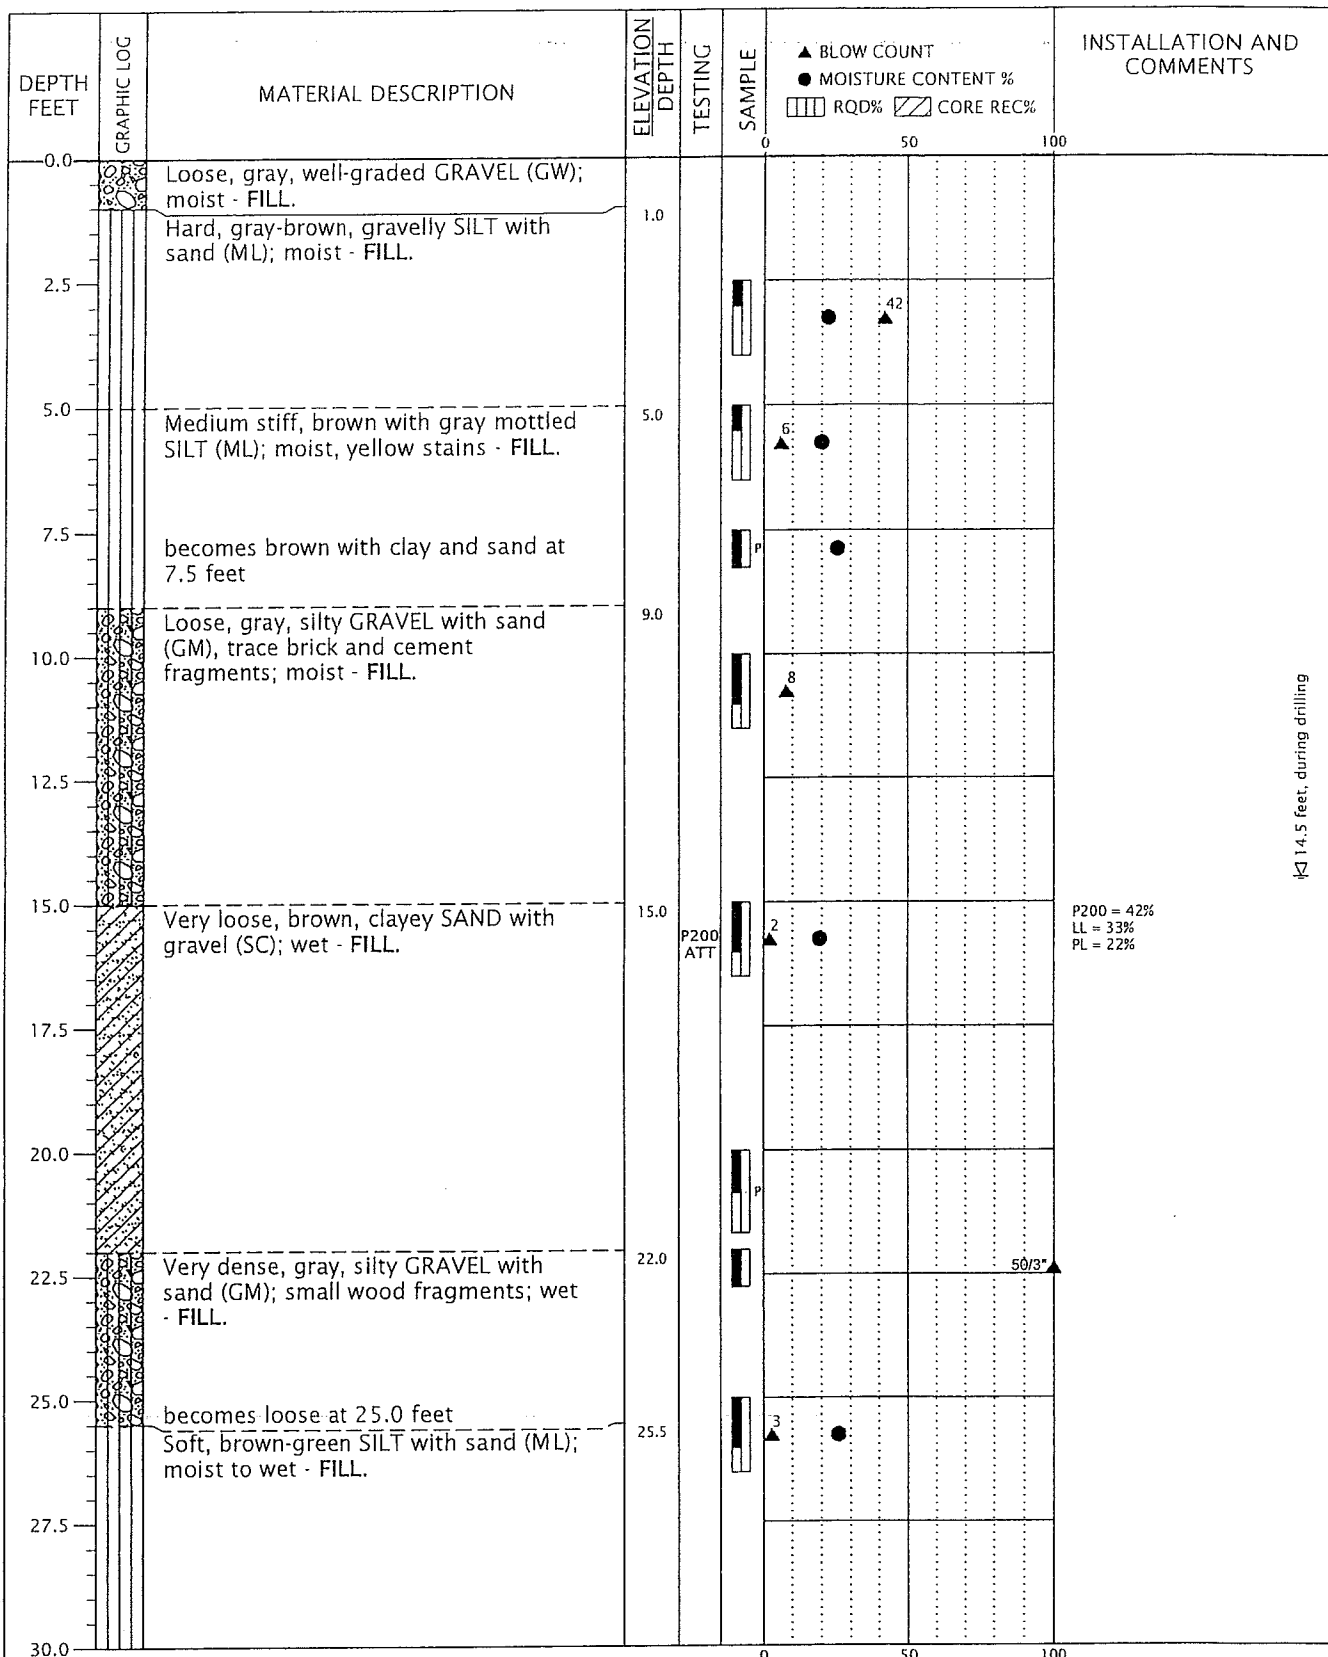 DEPTH
FEET
GRAPHIC LOG
MATERIAL DESCRIPTION
ELEVATION
DEPTH
TESTING
SAMPLE
▲ BLOW COUNT
● MOISTURE CONTENT %
RQD% CORE REC%
INSTALLATION AND
COMMENTS
0 50 100
0.0
Loose, gray, well-graded GRAVEL (GW);
moist - FILL.
1.0
Hard, gray-brown, gravelly SILT with
sand (ML); moist - FILL.
2.5
42
5.0
Medium stiff, brown with gray mottled
SILT (ML); moist, yellow stains - FILL.
5.0
6
7.5
becomes brown with clay and sand at
7.5 feet
P
9.0
Loose, gray, silty GRAVEL with sand
(GM), trace brick and cement
fragments; moist - FILL.
10.0
8
12.5
14.5 feet, during drilling
15.0
Very loose, brown, clayey SAND with
gravel (SC); wet - FILL.
15.0
P200
ATT
2
P200 = 42%
LL = 33%
PL = 22%
17.5
20.0
P
22.0
Very dense, gray, silty GRAVEL with
sand (GM); small wood fragments; wet
- FILL.
22.5
50/3"
25.0
becomes loose at 25.0 feet
25.5
Soft, brown-green SILT with sand (ML);
moist to wet - FILL.
3
27.5
30.0
0 50 100